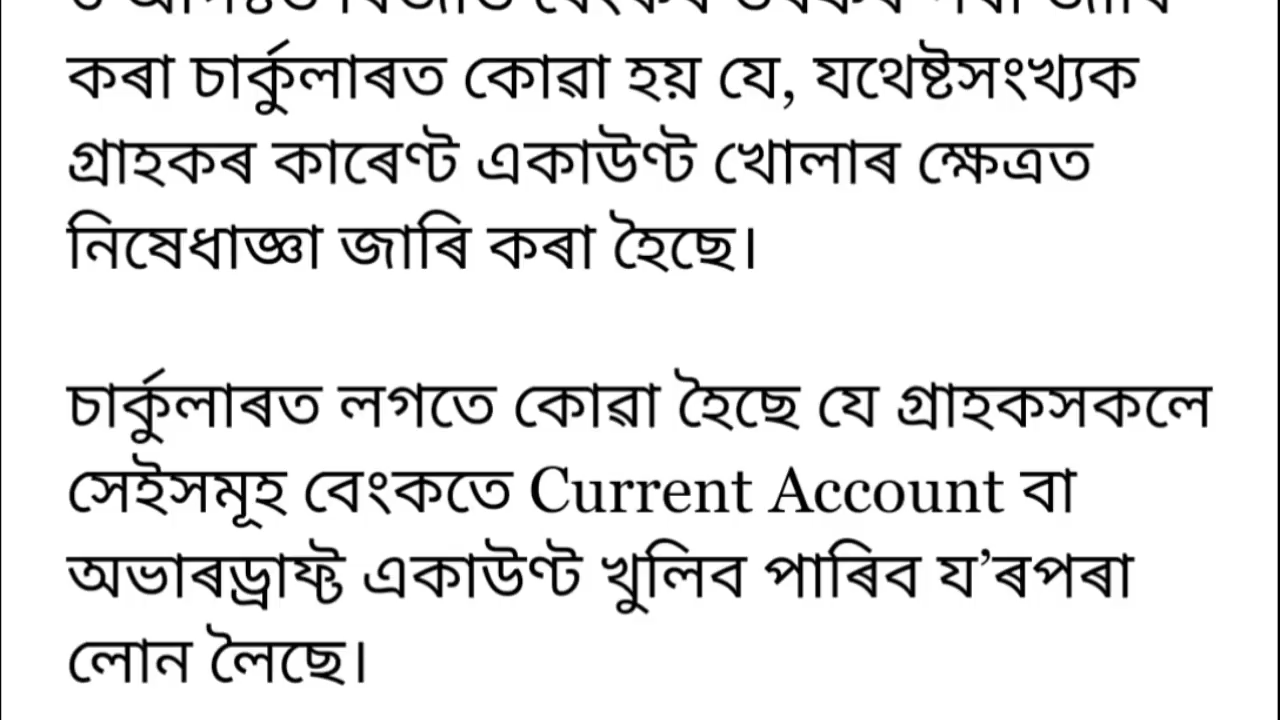 কৰা চাৰ্কুলাৰত কোৱা হয় যে, যথেষ্টসংখ্যক
গ্ৰাহকৰ কাৰেণ্ট একাউণ্ট খোলাৰ ক্ষেত্ৰত
নিষেধাজ্ঞা জাৰি কৰা হৈছে।
চাৰ্কুলাৰত লগতে কোৱা হৈছে যে গ্ৰাহকসকলে
সেইসমূহ বেংকতে Current Account বা
অভাৰড্ৰাফ্ট একাউণ্ট খুলিব পাৰিব য’ৰপৰা
লোন লৈছে।